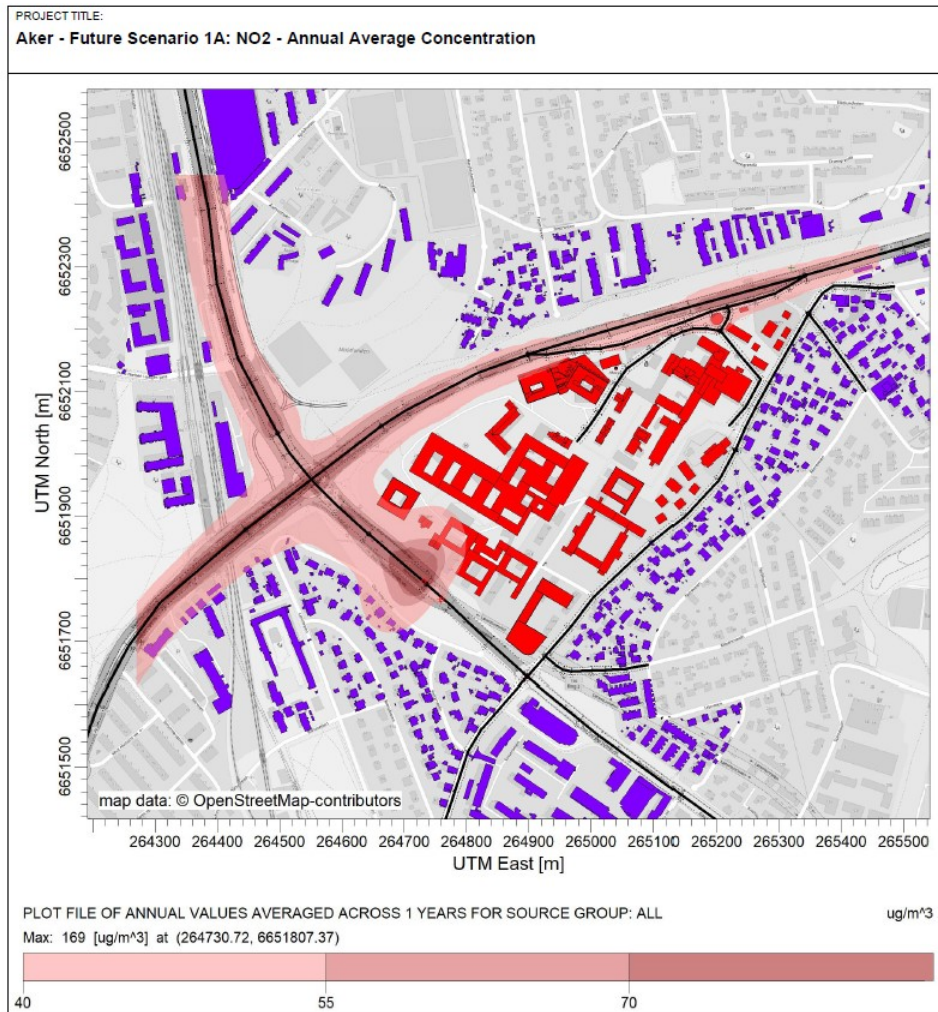 PROJECT TITLE:
Aker - Future Scenario 1A: NO2 - Annual Average Concentration
UTM North [m]
6652500
6652300
6652100
6651900
6651700
6651500
map data: © OpenStreetMap-contributors
264300 264400 264500 264600 264700 264800 264900 265000 265100 265200 265300 265400 265500
UTM East [m]
PLOT FILE OF ANNUAL VALUES AVERAGED ACROSS 1 YEARS FOR SOURCE GROUP: ALL
ug/m^3
Max: 169 [ug/m^3] at (264730.72, 6651807.37)
40 55 70